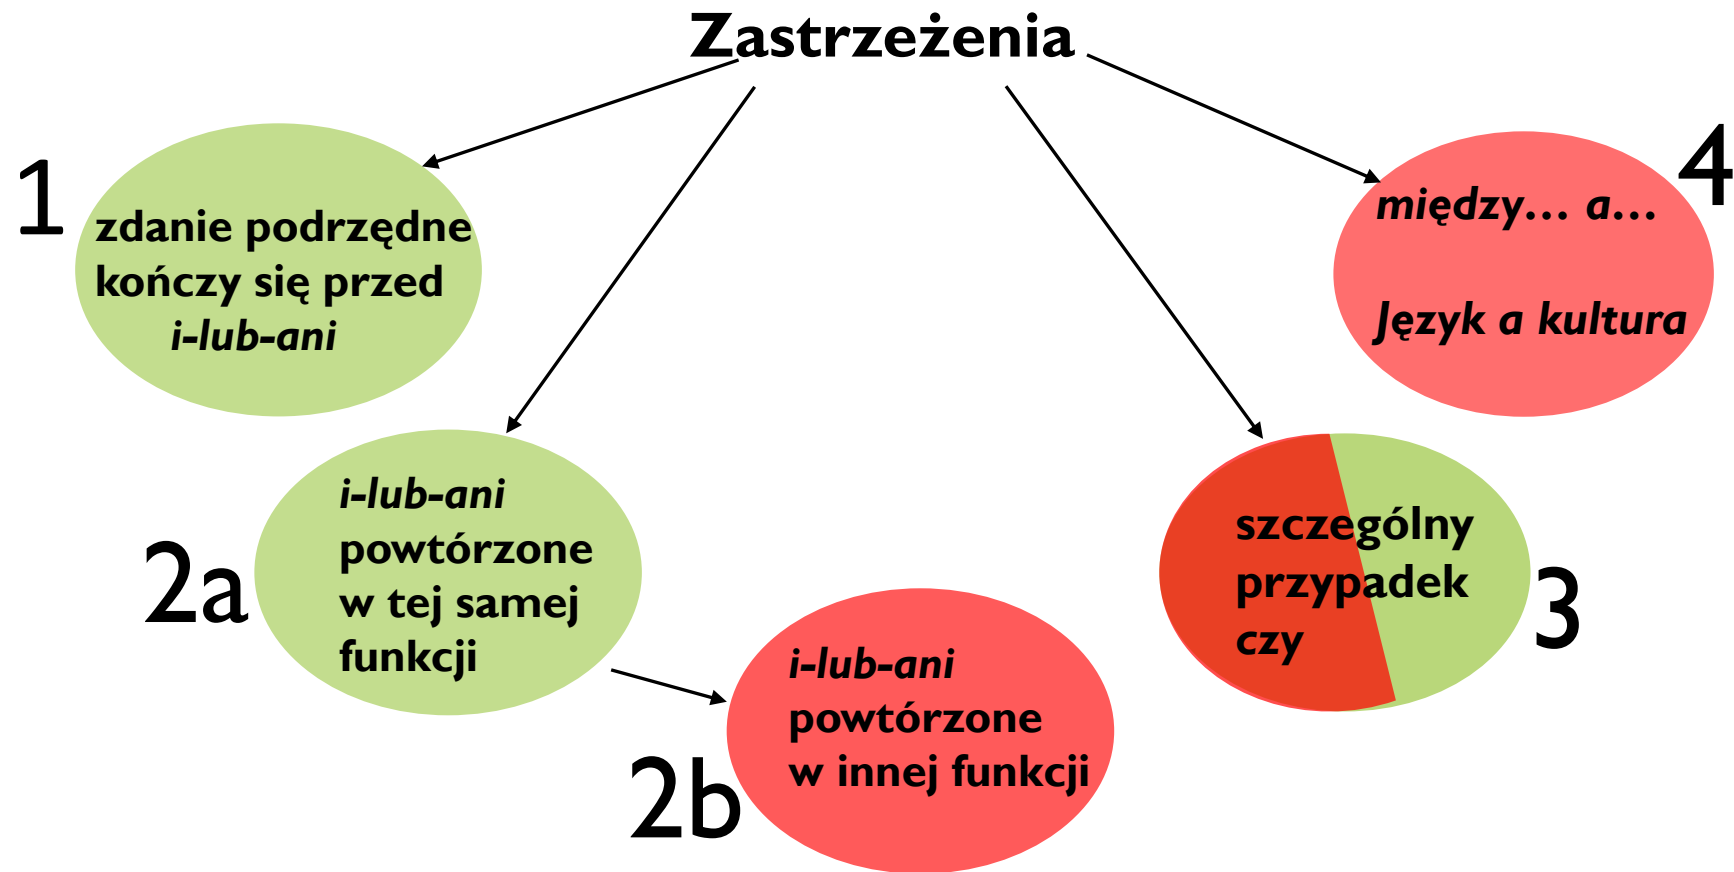 Zastrzeżenia
1
zdanie podrzędne
kończy się przed
i-lub-ani
2a
i-lub-ani
powtórzone
w tej samej
funkcji
2b
i-lub-ani
powtórzone
w innej funkcji
szczególny
przypadek
czy
3
między… a…
Język a kultura
4